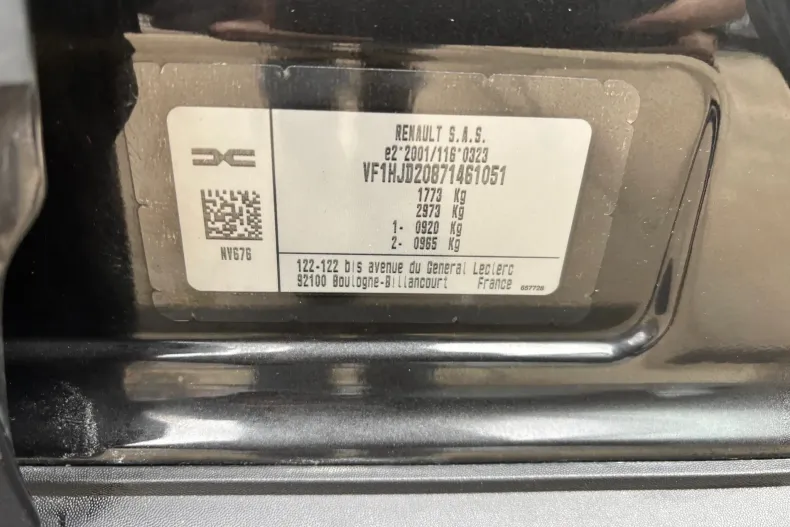 RENAULT S.A.S.
e2*2001/116*0323
VF1HJD20871461051
1773 Kg
2973 Kg
1- 0920 Kg
2- 0965 Kg
NV676
122-122 bis avenue du General Leclerc
92100 Boulogne-Billancourt France
657728